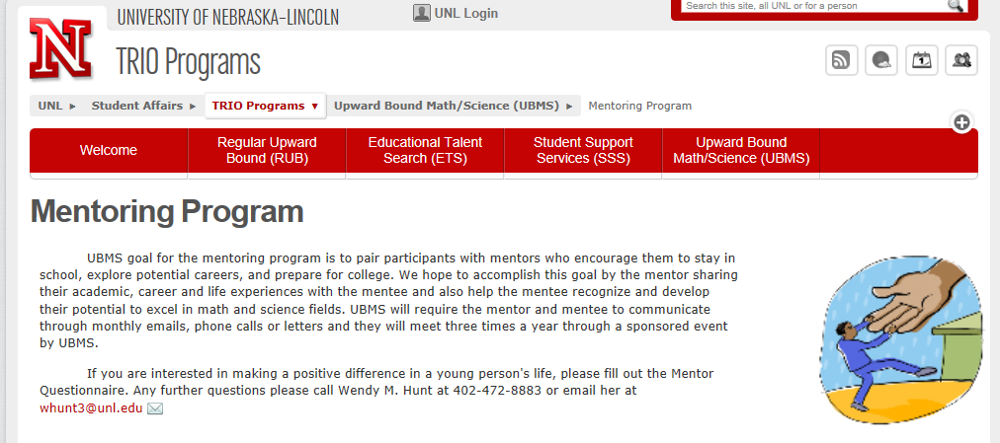 N
UNIVERSITY OF NEBRASKA–LINCOLN
UNL Login
Search this site, all UNL or for a person
TRIO Programs
1
UNL ► Student Affairs ► TRIO Programs ▼ Upward Bound Math/Science (UBMS) ► Mentoring Program
Welcome
Regular Upward
Bound (RUB)
Educational Talent
Search (ETS)
Student Support
Services (SSS)
Upward Bound
Math/Science (UBMS)
Mentoring Program
UBMS goal for the mentoring program is to pair participants with mentors who encourage them to stay in
school, explore potential careers, and prepare for college. We hope to accomplish this goal by the mentor sharing
their academic, career and life experiences with the mentee and also help the mentee recognize and develop
their potential to excel in math and science fields. UBMS will require the mentor and mentee to communicate
through monthly emails, phone calls or letters and they will meet three times a year through a sponsored event
by UBMS.
If you are interested in making a positive difference in a young person's life, please fill out the Mentor
Questionnaire. Any further questions please call Wendy M. Hunt at 402-472-8883 or email her at
whunt3@unl.edu